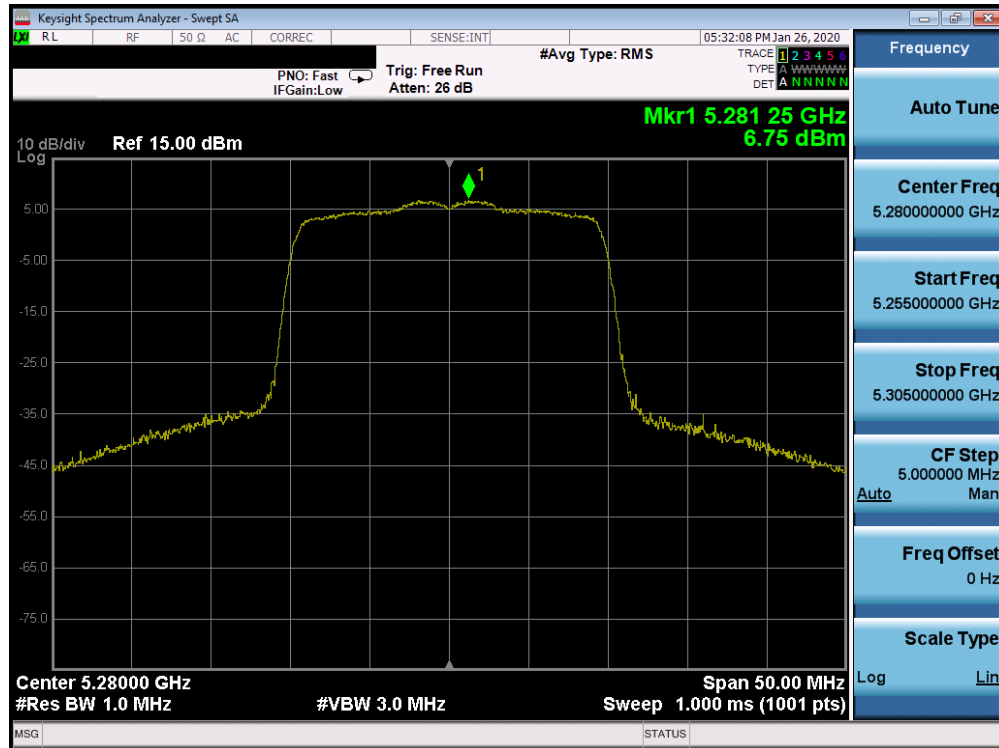 Keysight Spectrum Analyzer - Swept SA
LXI RL RF 50 Ω AC CORREC SENSE:INT 05:32:08 PM Jan 26, 2020
PNO: Fast Trig: Free Run #Avg Type: RMS TRACE 1 2 3 4 5 6
IFGain:Low Atten: 26 dB TYPE A WWWWW
DET A N N N N N
Mkr1 5.281 25 GHz
6.75 dBm
10 dB/div Ref 15.00 dBm
Log
1
5.00
-5.00
-15.0
-25.0
-35.0
-45.0
-55.0
-65.0
-75.0
Center 5.28000 GHz Span 50.00 MHz
#Res BW 1.0 MHz #VBW 3.0 MHz Sweep 1.000 ms (1001 pts)
MSG STATUS
Frequency
Auto Tune
Center Freq
5.280000000 GHz
Start Freq
5.255000000 GHz
Stop Freq
5.305000000 GHz
CF Step
5.000000 MHz
Auto Man
Freq Offset
0 Hz
Scale Type
Log Lin